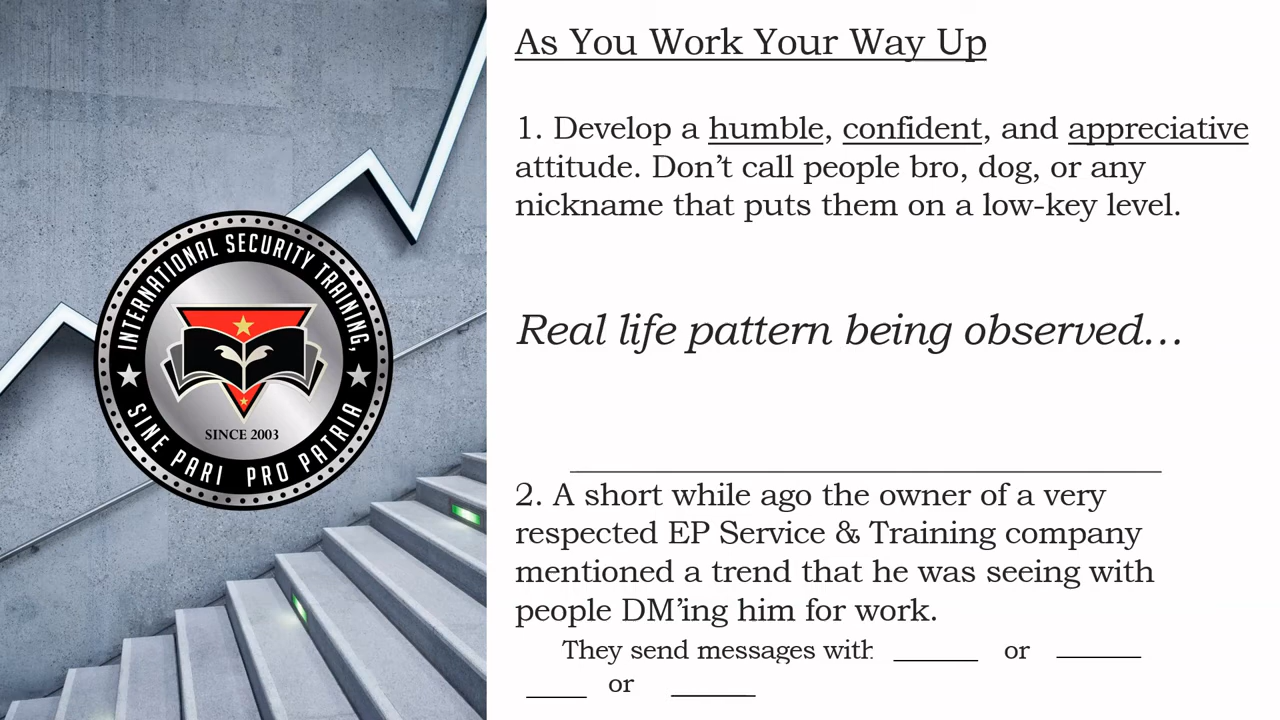 As You Work Your Way Up
1. Develop a humble, confident, and appreciative
attitude. Don't call people bro, dog, or any
nickname that puts them on a low-key level.
Real life pattern being observed...
2. A short while ago the owner of a very
respected EP Service & Training company
mentioned a trend that he was seeing with
people DM'ing him for work.
They send messages with ______ or ______
____ or ______
INTERNATIONAL SECURITY TRAINING,
SINCE 2003
SINE PARI PRO PATRIA